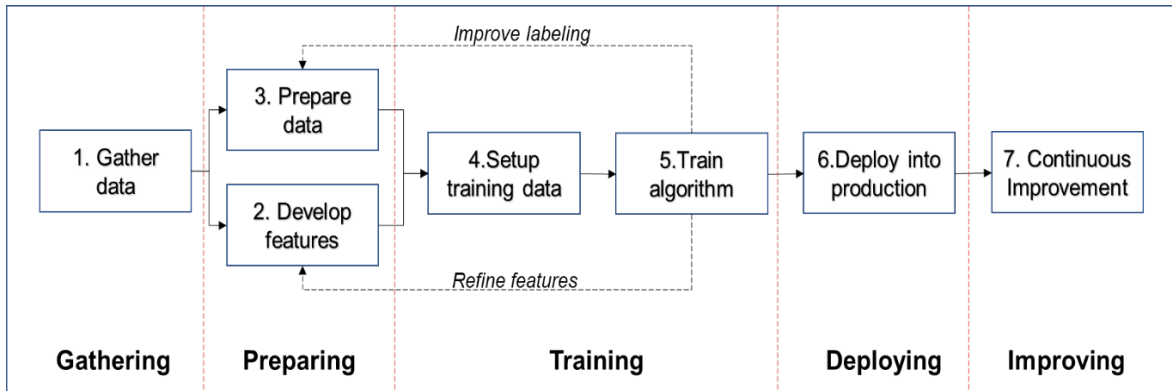 Improve labeling
3. Prepare
data
1. Gather
data
4.Setup
training data
5.Train
algorithm
6.Deploy into
production
7. Continuous
Improvement
2. Develop
features
Refine features
Gathering
Preparing
Training
Deploying
Improving